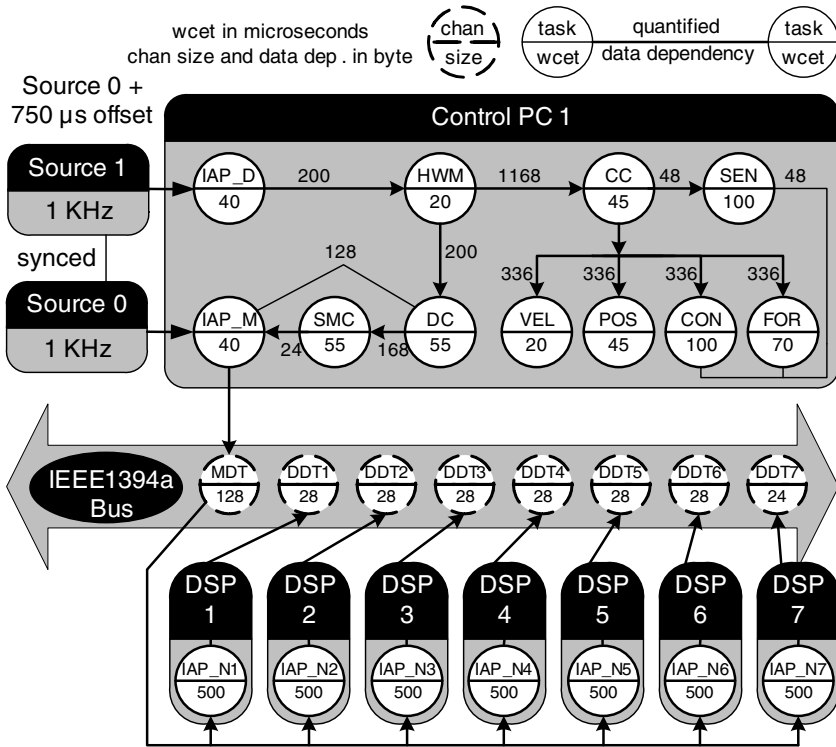 wcet in microseconds
chan size and data dep . in byte
chan
size
task
wcet
quantified
data dependency
task
wcet
Source 0 +
750 µs offset
Control PC 1
Source 1
1 KHz
synced
Source 0
1 KHz
IAP_D
40
200
HWM
20
1168
CC
45
48
SEN
100
48
128
200
336
336
336
336
IAP_M
40
24
SMC
55
168
DC
55
VEL
20
POS
45
CON
100
FOR
70
IEEE1394a
Bus
MDT
128
DDT1
28
DDT2
28
DDT3
28
DDT4
28
DDT5
28
DDT6
28
DDT7
24
DSP
1
DSP
2
DSP
3
DSP
4
DSP
5
DSP
6
DSP
7
IAP_N1
500
IAP_N2
500
IAP_N3
500
IAP_N4
500
IAP_N5
500
IAP_N6
500
IAP_N7
500